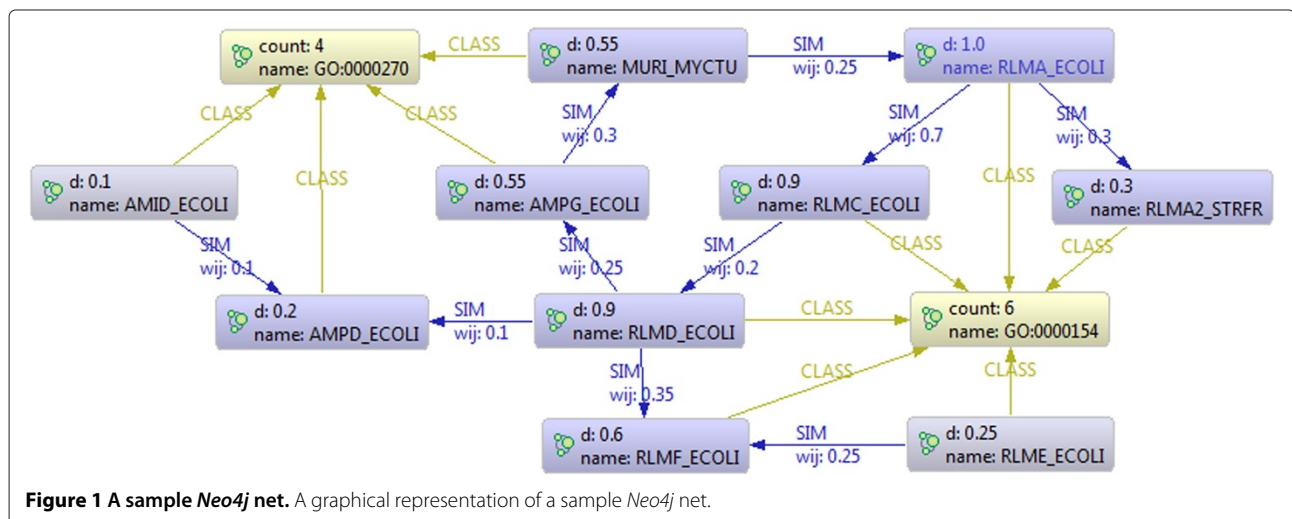 count: 4
name: GO:0000270
CLASS
d: 0.55
name: MURI_MYCTU
SIM
wij: 0.25
d: 1.0
name: RLMA_ECOLI
CLASS
CLASS
SIM
wij: 0.3
SIM
wij: 0.7
SIM
wij: 0.3
d: 0.1
name: AMID_ECOLI
CLASS
d: 0.55
name: AMPG_ECOLI
d: 0.9
name: RLMC_ECOLI
CLASS
d: 0.3
name: RLMA2_STRFR
SIM
wij: 0.1
SIM
wij: 0.25
SIM
wij: 0.2
CLASS
CLASS
d: 0.2
name: AMPD_ECOLI
SIM
wij: 0.1
d: 0.9
name: RLMD_ECOLI
CLASS
count: 6
name: GO:0000154
SIM
wij: 0.35
CLASS
CLASS
d: 0.6
name: RLMF_ECOLI
SIM
wij: 0.25
d: 0.25
name: RLME_ECOLI
Figure 1 A sample Neo4j net. A graphical representation of a sample Neo4j net.